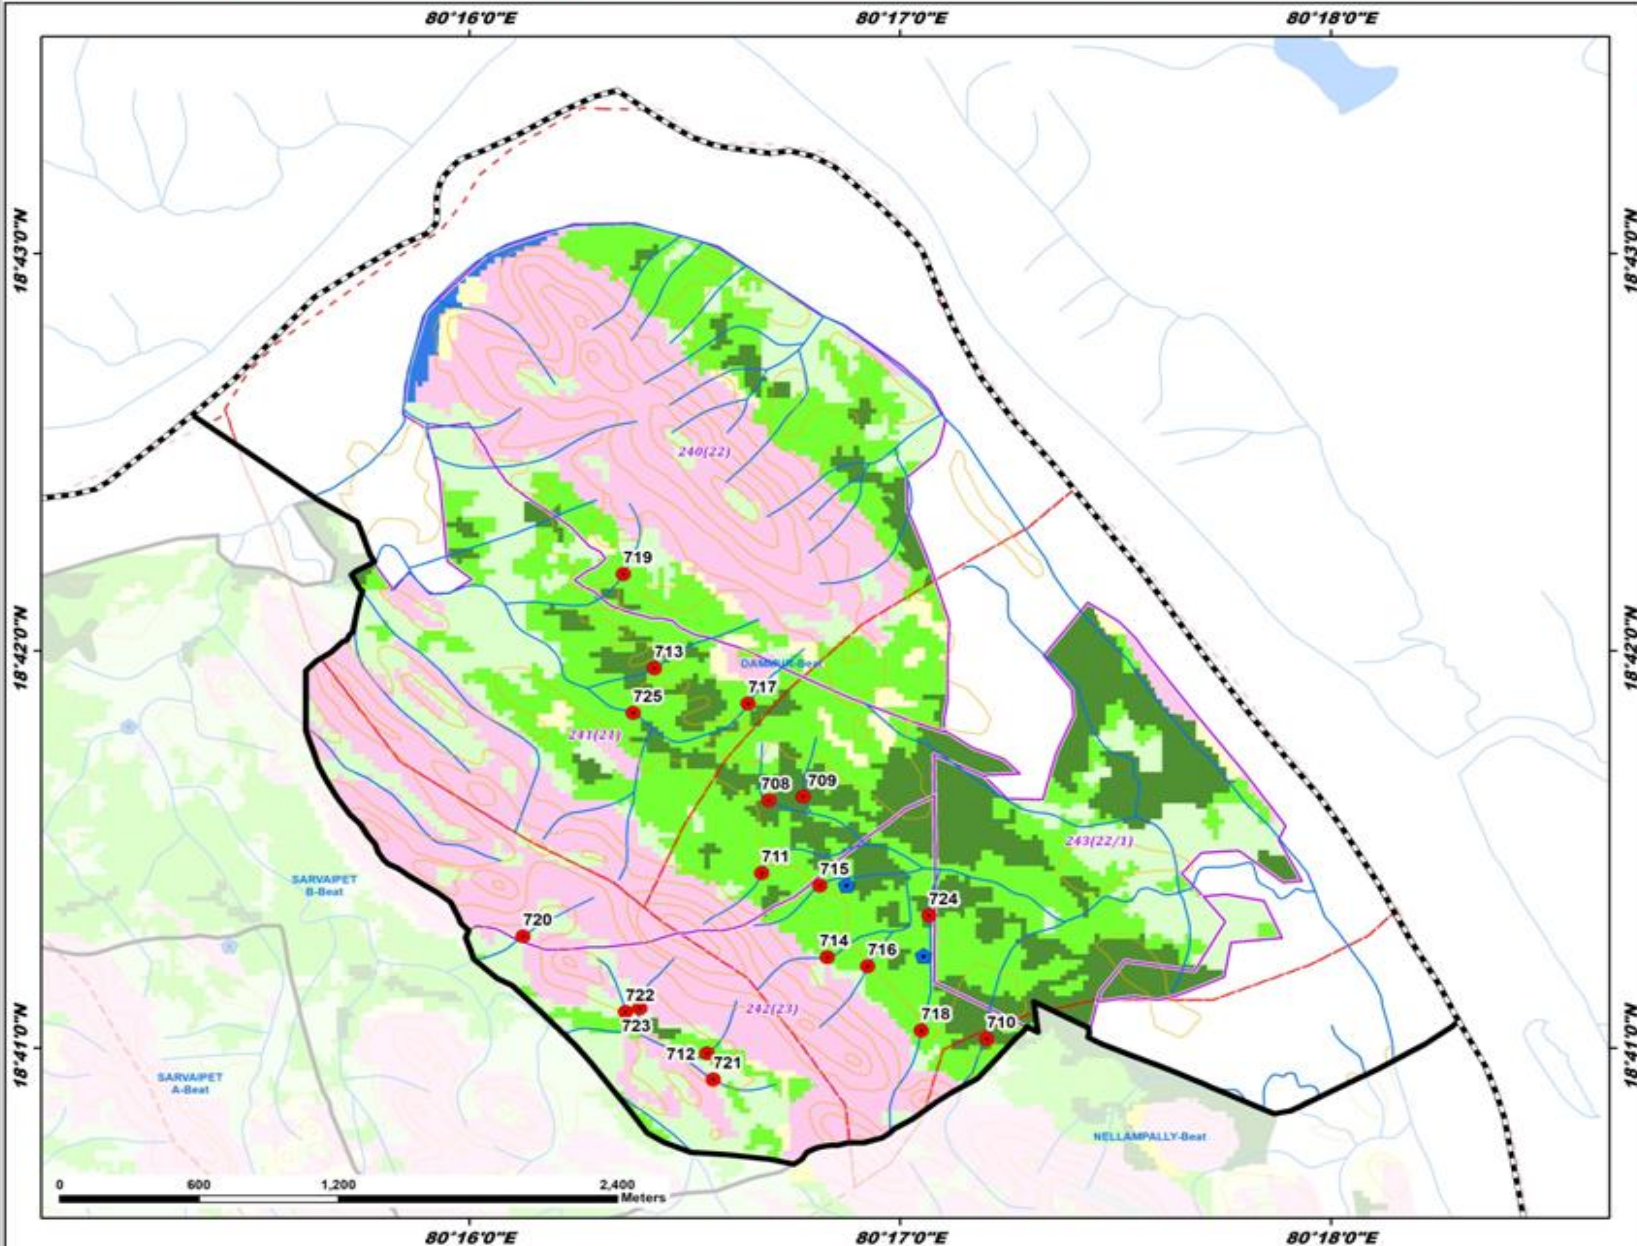 80°16'0"E 80°17'0"E 80°18'0"E
18°43'0"N 18°43'0"N
240(22)
719
18°42'0"N 18°42'0"N
713
DAMMUR-Beat
725 717
241(21)
708 709
243(22/1)
711 715
SARVAIPET
B-Beat
724
720
714 716
722
242(23)
723 718 710
18°41'0"N 18°41'0"N
712 721
SARVAIPET
A-Beat
NELLAMPALLY-Beat
0 600 1,200 2,400
Meters
80°16'0"E 80°17'0"E 80°18'0"E